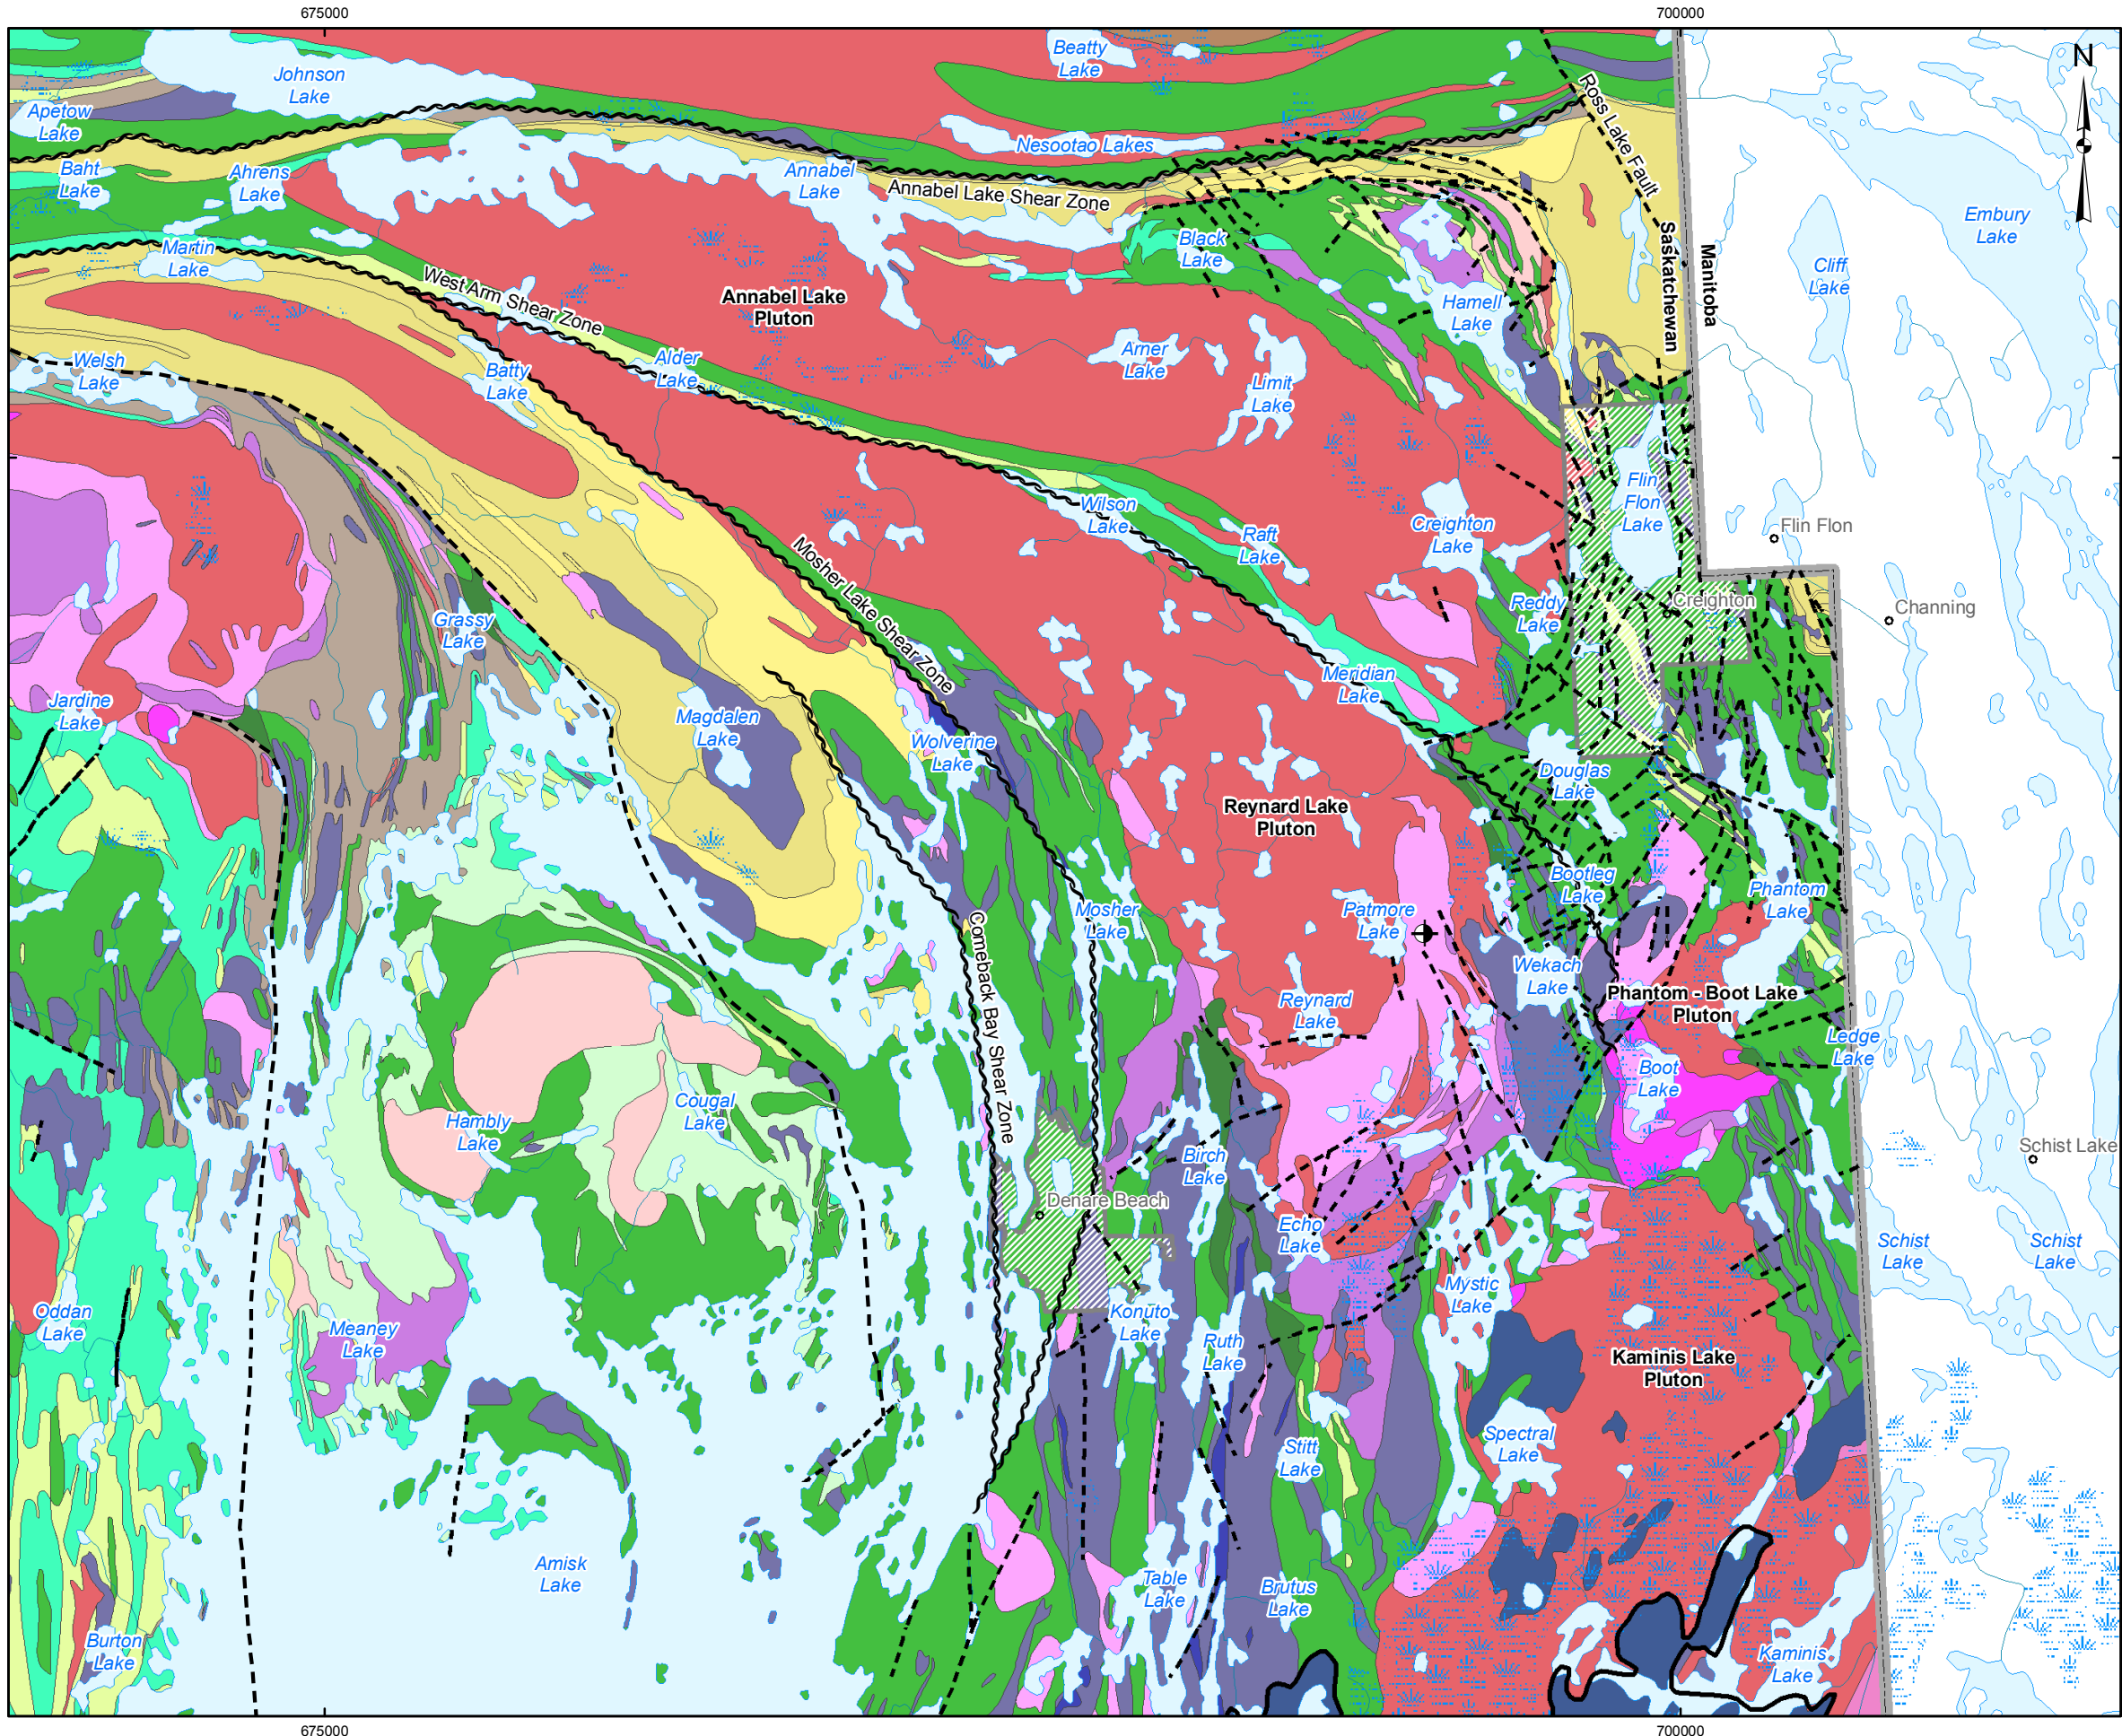 675000
700000
Beatty
Lake
Johnson
Lake
N
Apetow
Lake
Ross Lake Fault
Nesootao Lakes
Baht
Lake
Ahrens
Lake
Annabel
Lake
Annabel Lake Shear Zone
Embury
Lake
Black
Lake
Martin
Lake
Saskatchewan
Manitoba
Cliff
Lake
West Arm Shear Zone
Annabel Lake
Pluton
Hamell
Lake
Arner
Lake
Welsh
Lake
Alder
Lake
Batty
Lake
Limit
Lake
Flin
Flon
Lake
Wilson
Lake
Creighton
Lake
Flin Flon
Raft
Lake
Mosher Lake Shear Zone
Reddy
Lake
Creighton
Channing
Grassy
Lake
Meridian
Lake
Jardine
Lake
Magdalen
Lake
Wolverine
Lake
Douglas
Lake
Reynard Lake
Pluton
Bootleg
Lake
Phantom
Lake
Patmore
Lake
Mosher
Lake
Comeback Bay Shear Zone
Wekach
Lake
Phantom - Boot Lake
Pluton
Reynard
Lake
Ledge
Lake
Boot
Lake
Cougal
Lake
Hambly
Lake
Schist Lake
Birch
Lake
Denare Beach
Echo
Lake
Schist
Lake
Schist
Lake
Mystic
Lake
Oddan
Lake
Konuto
Lake
Meaney
Lake
Ruth
Lake
Kaminis Lake
Pluton
Spectral
Lake
Stitt
Lake
Amisk
Lake
Table
Lake
Brutus
Lake
Burton
Lake
Kaminis
Lake
675000
700000